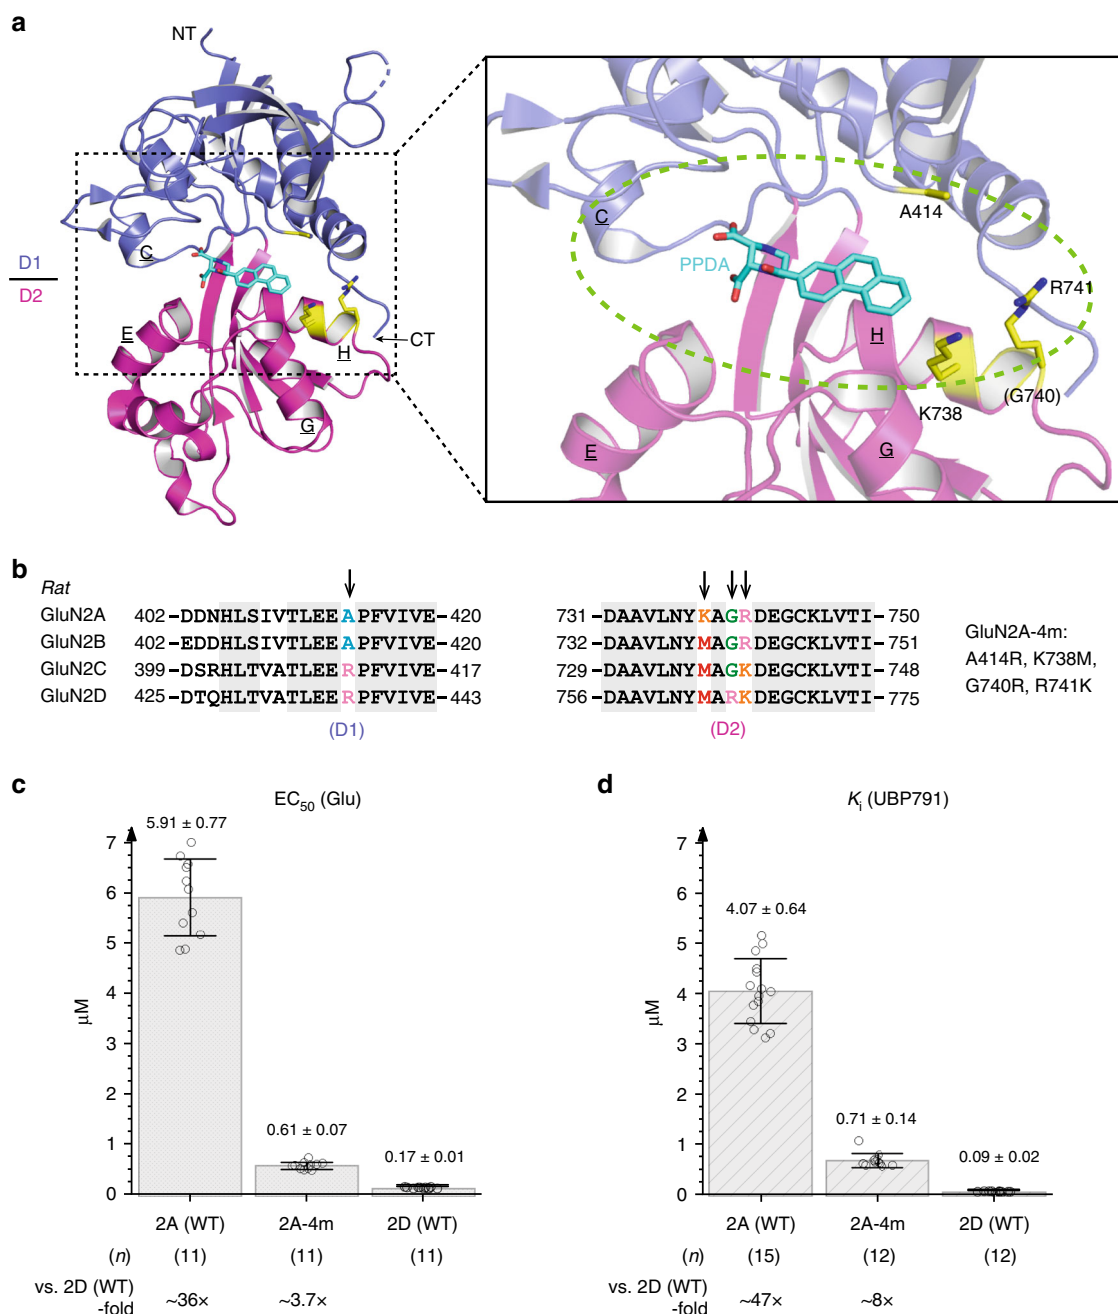 a
NT
D1
D2
C
E
H
G
CT
C
PPDA
A414
R741
H
K738
(G740)
G
E
b
Rat
GluN2A 402 –DDNHLSIVTLEEAPFVIVE– 420 731 –DAAVLNYKAGRDEGCKLVTI– 750
GluN2B 402 –EDDHLSIVTLEEAPFVIVE– 420 732 –DAAVLNYMAGRDEGCKLVTI– 751
GluN2C 399 –DSRHLTVATLEERPFVIVE– 417 729 –DAAVLNYMAGKDEGCKLVTI– 748
GluN2D 425 –DTQHLTVATLEERPFVIVE– 443 756 –DAAVLNYMARKDEGCKLVTI– 775
(D1) (D2)
GluN2A-4m:
A414R, K738M,
G740R, R741K
c
EC50 (Glu)
5.91 ± 0.77
7
6
5
4
3
2
1
0
µM
0.61 ± 0.07
0.17 ± 0.01
2A (WT) 2A-4m 2D (WT)
(n) (11) (11) (11)
vs. 2D (WT)
-fold ~36× ~3.7×
d
Ki (UBP791)
4.07 ± 0.64
7
6
5
4
3
2
1
0
µM
0.71 ± 0.14
0.09 ± 0.02
2A (WT) 2A-4m 2D (WT)
(n) (15) (12) (12)
vs. 2D (WT)
-fold ~47× ~8×